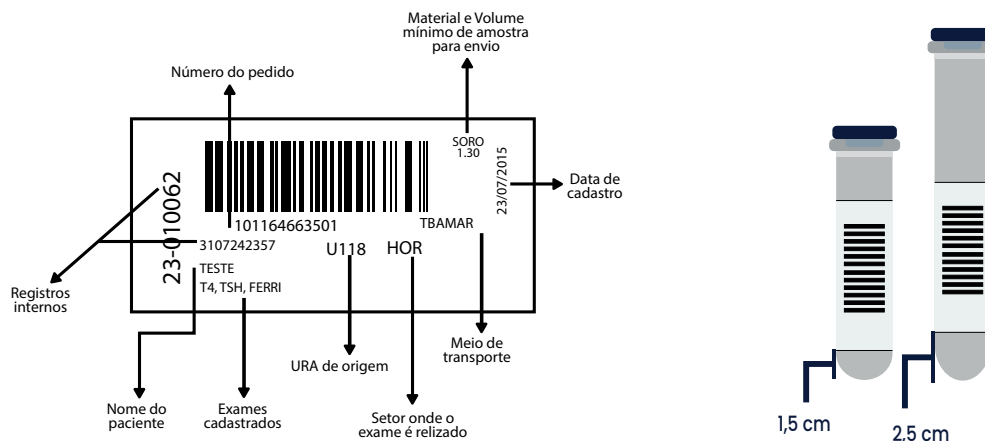 Material e Volume
mínimo de amostra
para envio
Número do pedido
SORO
1.30
23/07/2015
Data de
cadastro
23-010062
101164663501
TBAMAR
3107242357
U118
HOR
TESTE
T4, TSH, FERRI
Registros
internos
Meio de
transporte
URA de origem
Nome do
paciente
Exames
cadastrados
Setor onde o
exame é relizado
1,5 cm
2,5 cm